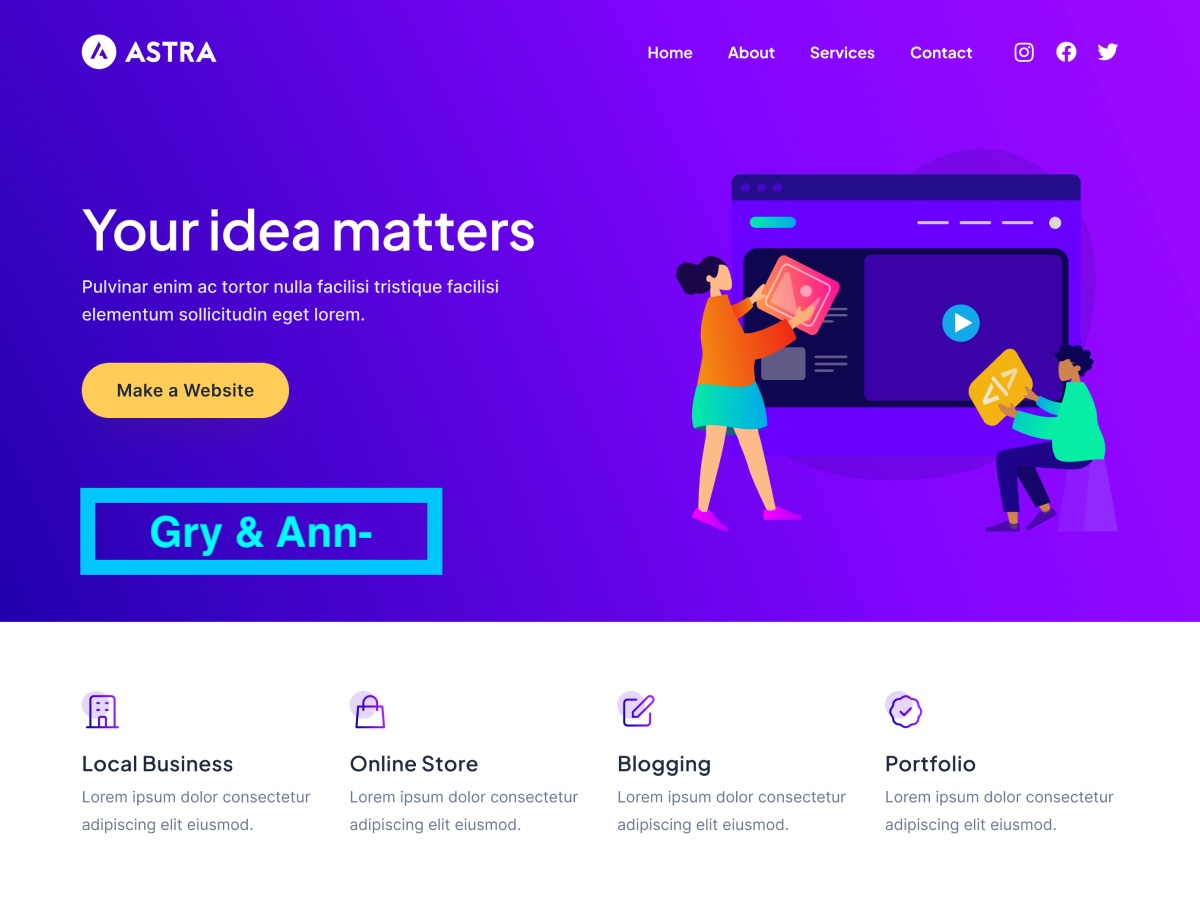 ASTRA
Home About Services Contact
Your idea matters
Pulvinar enim ac tortor nulla facilisi tristique facilisi
elementum sollicitudin eget lorem.
Make a Website
</>
Gry & Ann-
Local Business
Lorem ipsum dolor consectetur
adipiscing elit eiusmod.
Online Store
Lorem ipsum dolor consectetur
adipiscing elit eiusmod.
Blogging
Lorem ipsum dolor consectetur
adipiscing elit eiusmod.
Portfolio
Lorem ipsum dolor consectetur
adipiscing elit eiusmod.